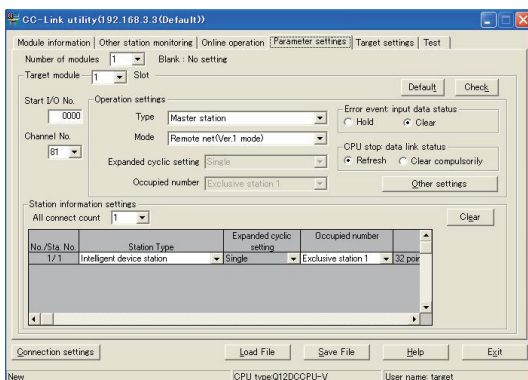 CC-Link utility(192.168.3.3(Default))
Module information Other station monitoring Online operation Parameter settings Target settings Test
Number of modules 1 Blank : No setting
Target module 1 Slot
Default Check
Start I/O No.
0000
Channel No.
81
Operation settings
Type Master station
Mode Remote net(Ver.1 mode)
Expanded cyclic setting Single
Occupied number Exclusive station 1
Error event: input data status
Hold Clear
CPU stop: data link status
Refresh Clear compulsorily
Other settings
Station information settings
All connect count 1
Clear
No./Sta. No. Station Type Expanded cyclic setting Occupied number
1/ 1 Intelligent device station Single Exclusive station 1 32 poin
Connection settings Load File Save File Help Exit
New CPU type:Q12DCCPU-V User name: target